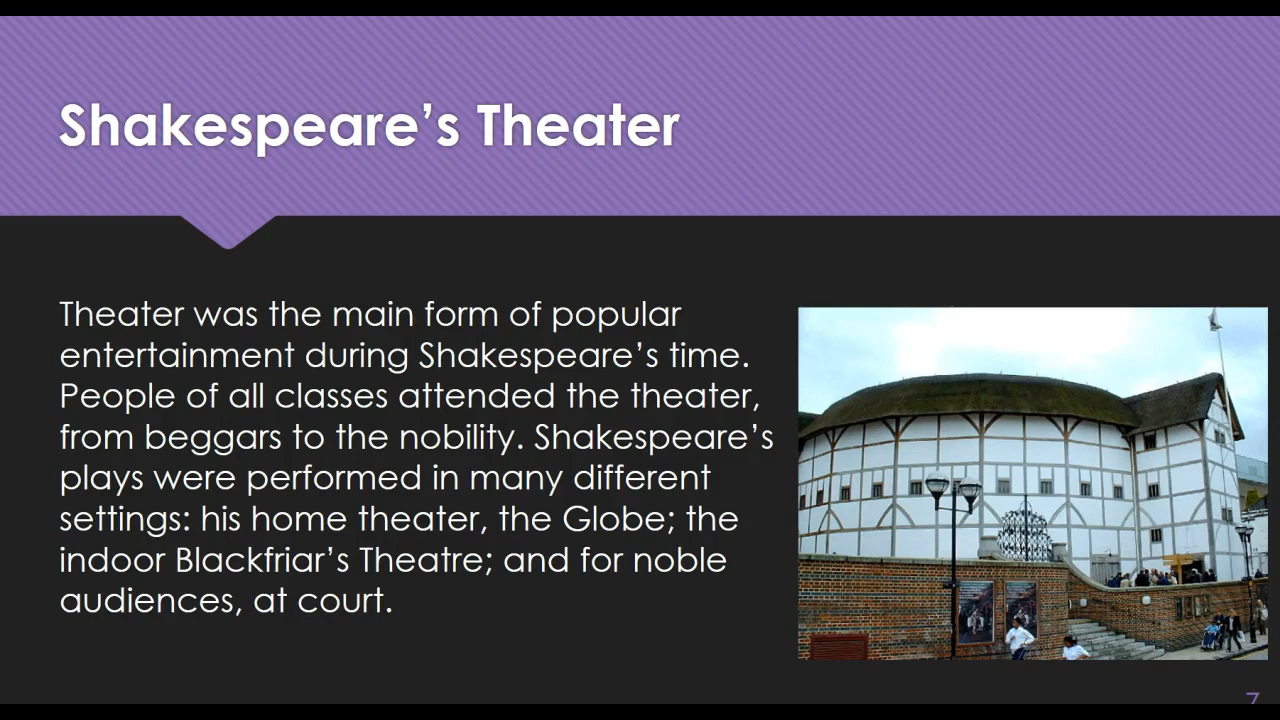 Shakespeare’s Theater
Theater was the main form of popular
entertainment during Shakespeare’s time.
People of all classes attended the theater,
from beggars to the nobility. Shakespeare’s
plays were performed in many different
settings: his home theater, the Globe; the
indoor Blackfriar’s Theatre; and for noble
audiences, at court.
7